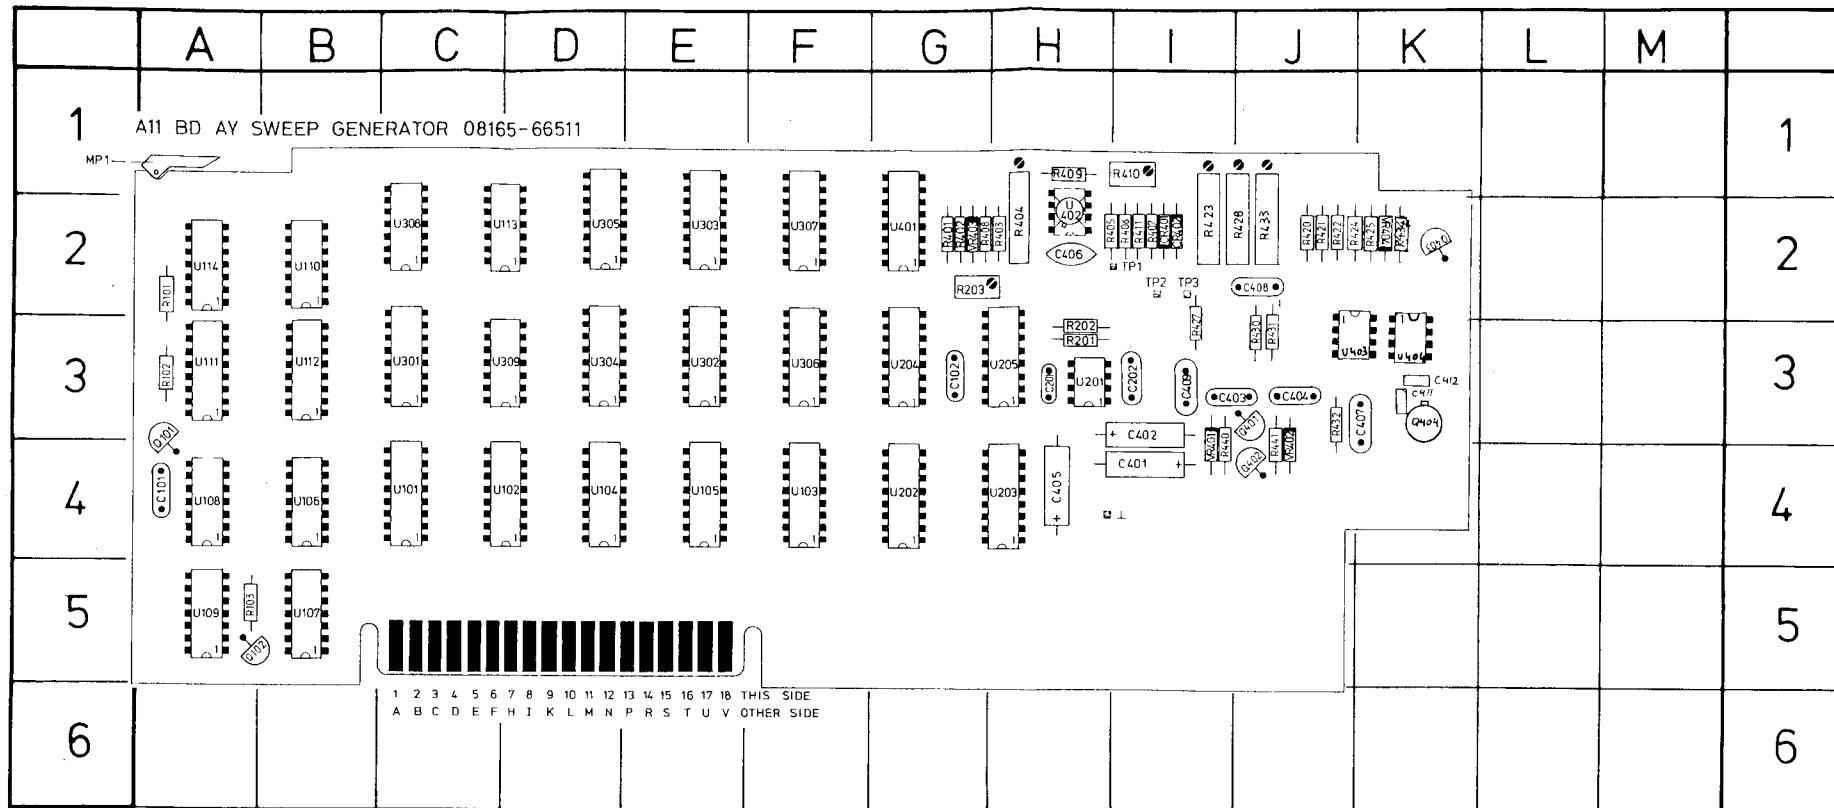 A B C D E F G H I J K L M
1 1
A11 BD AY SWEEP GENERATOR 08165-66511
MP1
R409 R410
U308 U113 U305 U303 U307 U401
R401 R402 VR403 R408 R403 R404
U402
R405 R406 R411 R407 CR401 CR402
R423 R428 R433
R420 R421 R422 R424 R425
2 2
U114 U110
C406
TP1
R101
R203
TP2 TP3
C408
R427
R202
R201
R430 R431
U403 U404
3 3
R102
U111 U112 U301 U309 U304 U302 U306 U204 C102 U205 C201 U201 C202 C409
C403 C404
C412
C411
Q404
R432 C407
Q101
C402
C401
VR401 R440
Q401
Q402
R441 VR402
4 4
C101
U108 U106 U101 U102 U104 U105 U103 U202 U203
C405
+ + +
⊥
5 5
U109 R103 U107
Q102
1 2 3 4 5 6 7 8 9 10 11 12 13 14 15 16 17 18 THIS SIDE
A B C D E F H I K L M N P R S T U V OTHER SIDE
6 6